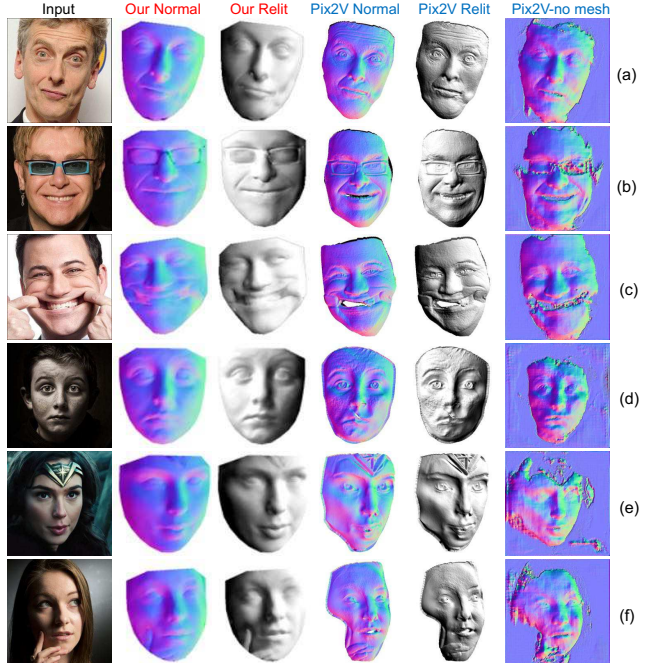 Input Our Normal Our Relit Pix2V Normal Pix2V Relit Pix2V-no mesh
(a)
(b)
(c)
(d)
(e)
(f)